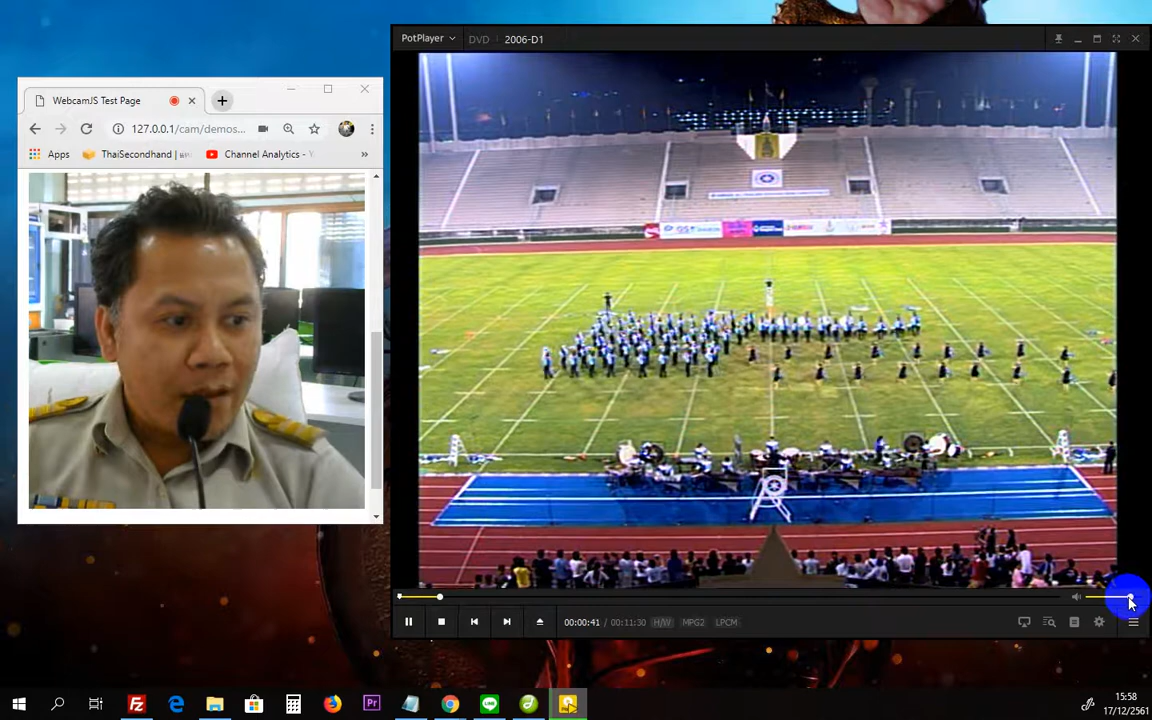 PotPlayer
DVD
2006-D1
WebcamJS Test Page
127.0.0.1/cam/demos...
Apps
ThaiSecondhand |
Channel Analytics -
00:00:41 / 00:11:30 H/W MPG2 LPCM
15:58
17/12/2561